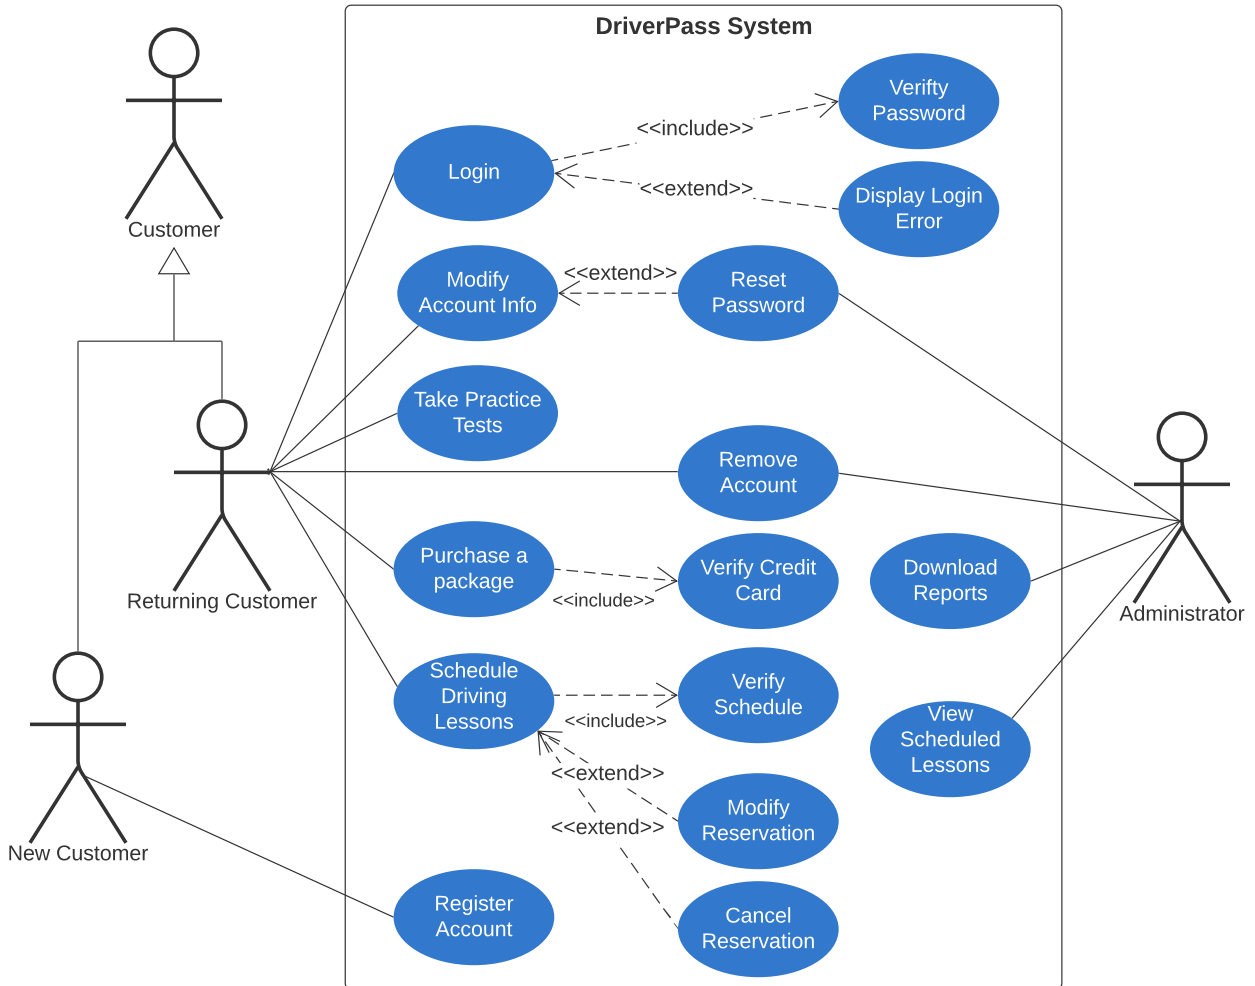 DriverPass System
Verifty
Password
<<include>>
Login
<<extend>>
Display Login
Error
Customer
Modify
Account Info
<<extend>>
Reset
Password
Take Practice
Tests
Remove
Account
Returning Customer
Purchase a
package
<<include>>
Verify Credit
Card
Download
Reports
Administrator
Schedule
Driving
Lessons
<<include>>
Verify
Schedule
View
Scheduled
Lessons
<<extend>>
Modify
Reservation
<<extend>>
New Customer
Register
Account
Cancel
Reservation